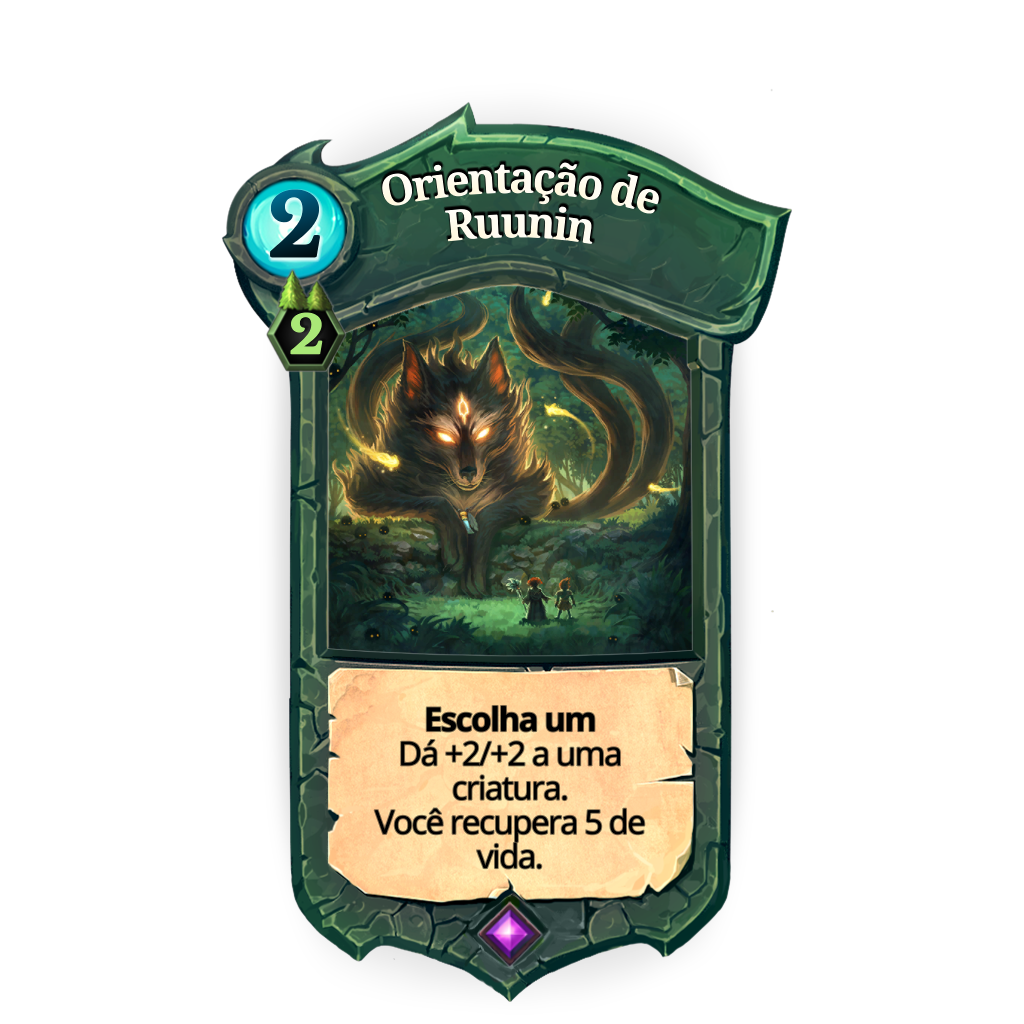 Orientação de
Ruunin
2
2
Escolha um
Dá +2/+2 a uma
criatura.
Você recupera 5 de
vida.